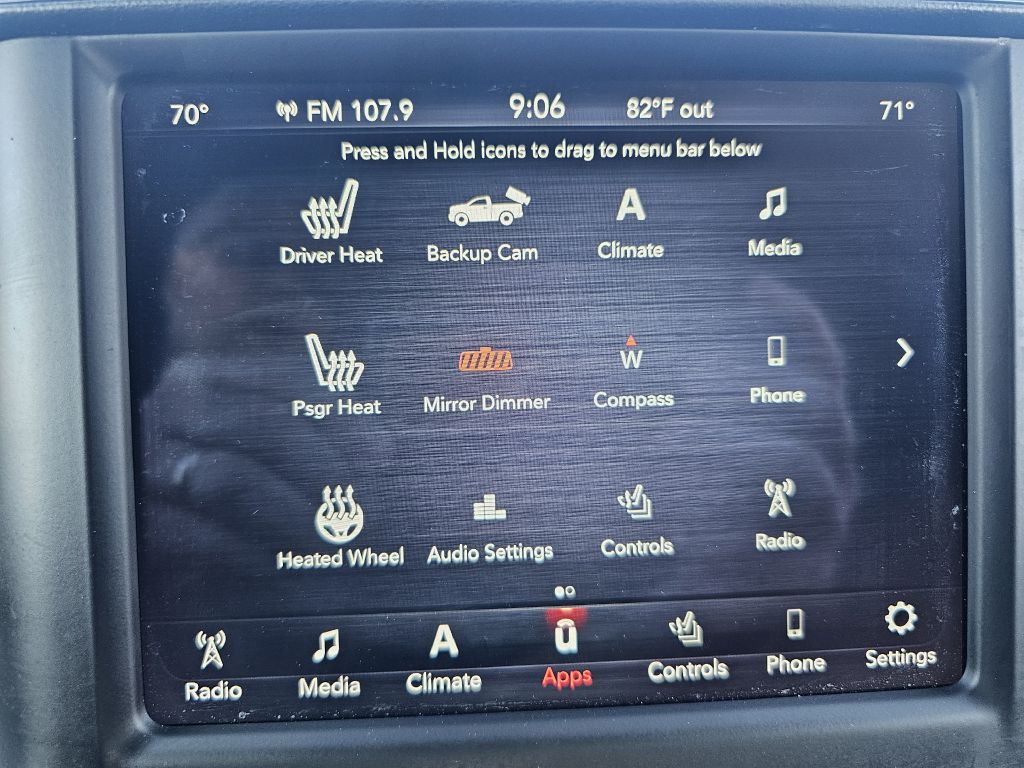 70° FM 107.9 9:06 82°F out 71°
Press and Hold icons to drag to menu bar below
A
Driver Heat Backup Cam Climate Media
W
Psgr Heat Mirror Dimmer Compass Phone
Heated Wheel Audio Settings Controls Radio
A ū
Radio Media Climate Apps Controls Phone Settings